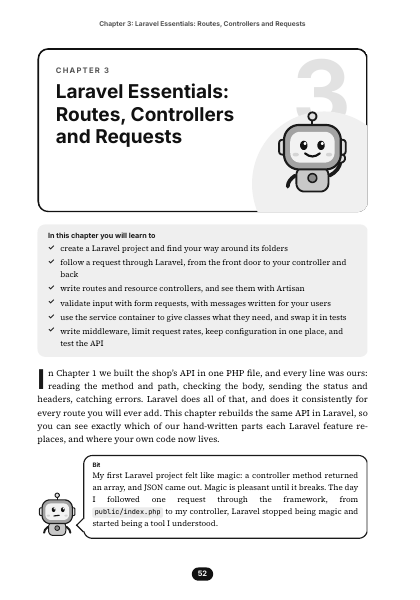 Chapter 3: Laravel Essentials: Routes, Controllers and Requests
3
CHAPTER 3
Laravel Essentials:
Routes, Controllers
and Requests
In this chapter you will learn to
✓ create a Laravel project and find your way around its folders
✓ follow a request through Laravel, from the front door to your controller and
back
✓ write routes and resource controllers, and see them with Artisan
✓ validate input with form requests, with messages written for your users
✓ use the service container to give classes what they need, and swap it in tests
✓ write middleware, limit request rates, keep configuration in one place, and
test the API
In Chapter 1 we built the shop's API in one PHP file, and every line was ours:
reading the method and path, checking the body, sending the status and
headers, catching errors. Laravel does all of that, and does it consistently for
every route you will ever add. This chapter rebuilds the same API in Laravel, so
you can see exactly which of our hand-written parts each Laravel feature re-
places, and where your own code now lives.
Bit
My first Laravel project felt like magic: a controller method returned
an array, and JSON came out. Magic is pleasant until it breaks. The day
I followed one request through the framework, from
public/index.php to my controller, Laravel stopped being magic and
started being a tool I understood.
52